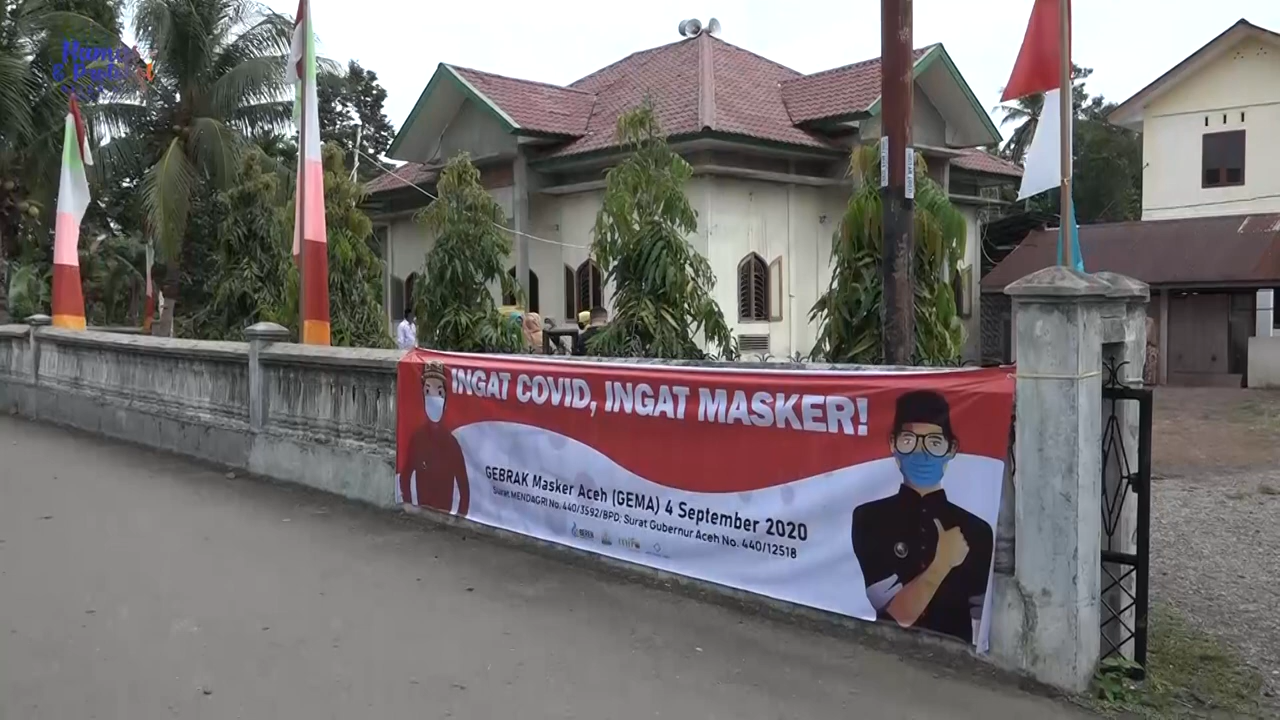 INGAT COVID, INGAT MASKER!
GEBRAK Masker Aceh (GEMA) 4 September 2020
Surat MENDAGRI No. 440/3592/BPD; Surat Gubernur Aceh No. 440/12518